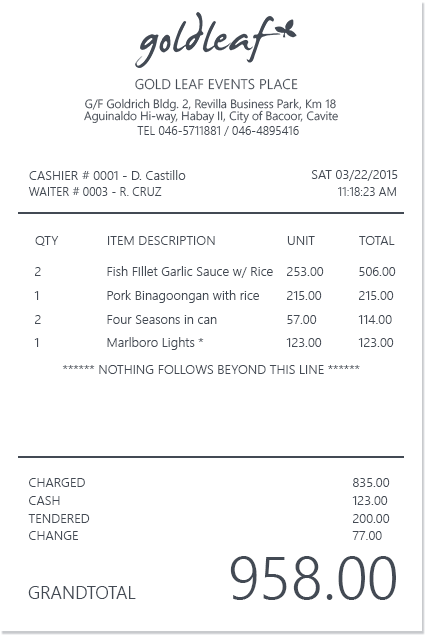 goldleaf
GOLD LEAF EVENTS PLACE
G/F Goldrich Bldg. 2, Revilla Business Park, Km 18
Aguinaldo Hi-way, Habay II, City of Bacoor, Cavite
TEL 046-5711881 / 046-4895416
CASHIER # 0001 - D. Castillo SAT 03/22/2015
WAITER # 0003 - R. CRUZ 11:18:23 AM
QTY ITEM DESCRIPTION UNIT TOTAL
2 Fish FIllet Garlic Sauce w/ Rice 253.00 506.00
1 Pork Binagoongan with rice 215.00 215.00
2 Four Seasons in can 57.00 114.00
1 Marlboro Lights * 123.00 123.00
****** NOTHING FOLLOWS BEYOND THIS LINE ******
CHARGED 835.00
CASH 123.00
TENDERED 200.00
CHANGE 77.00
GRANDTOTAL 958.00